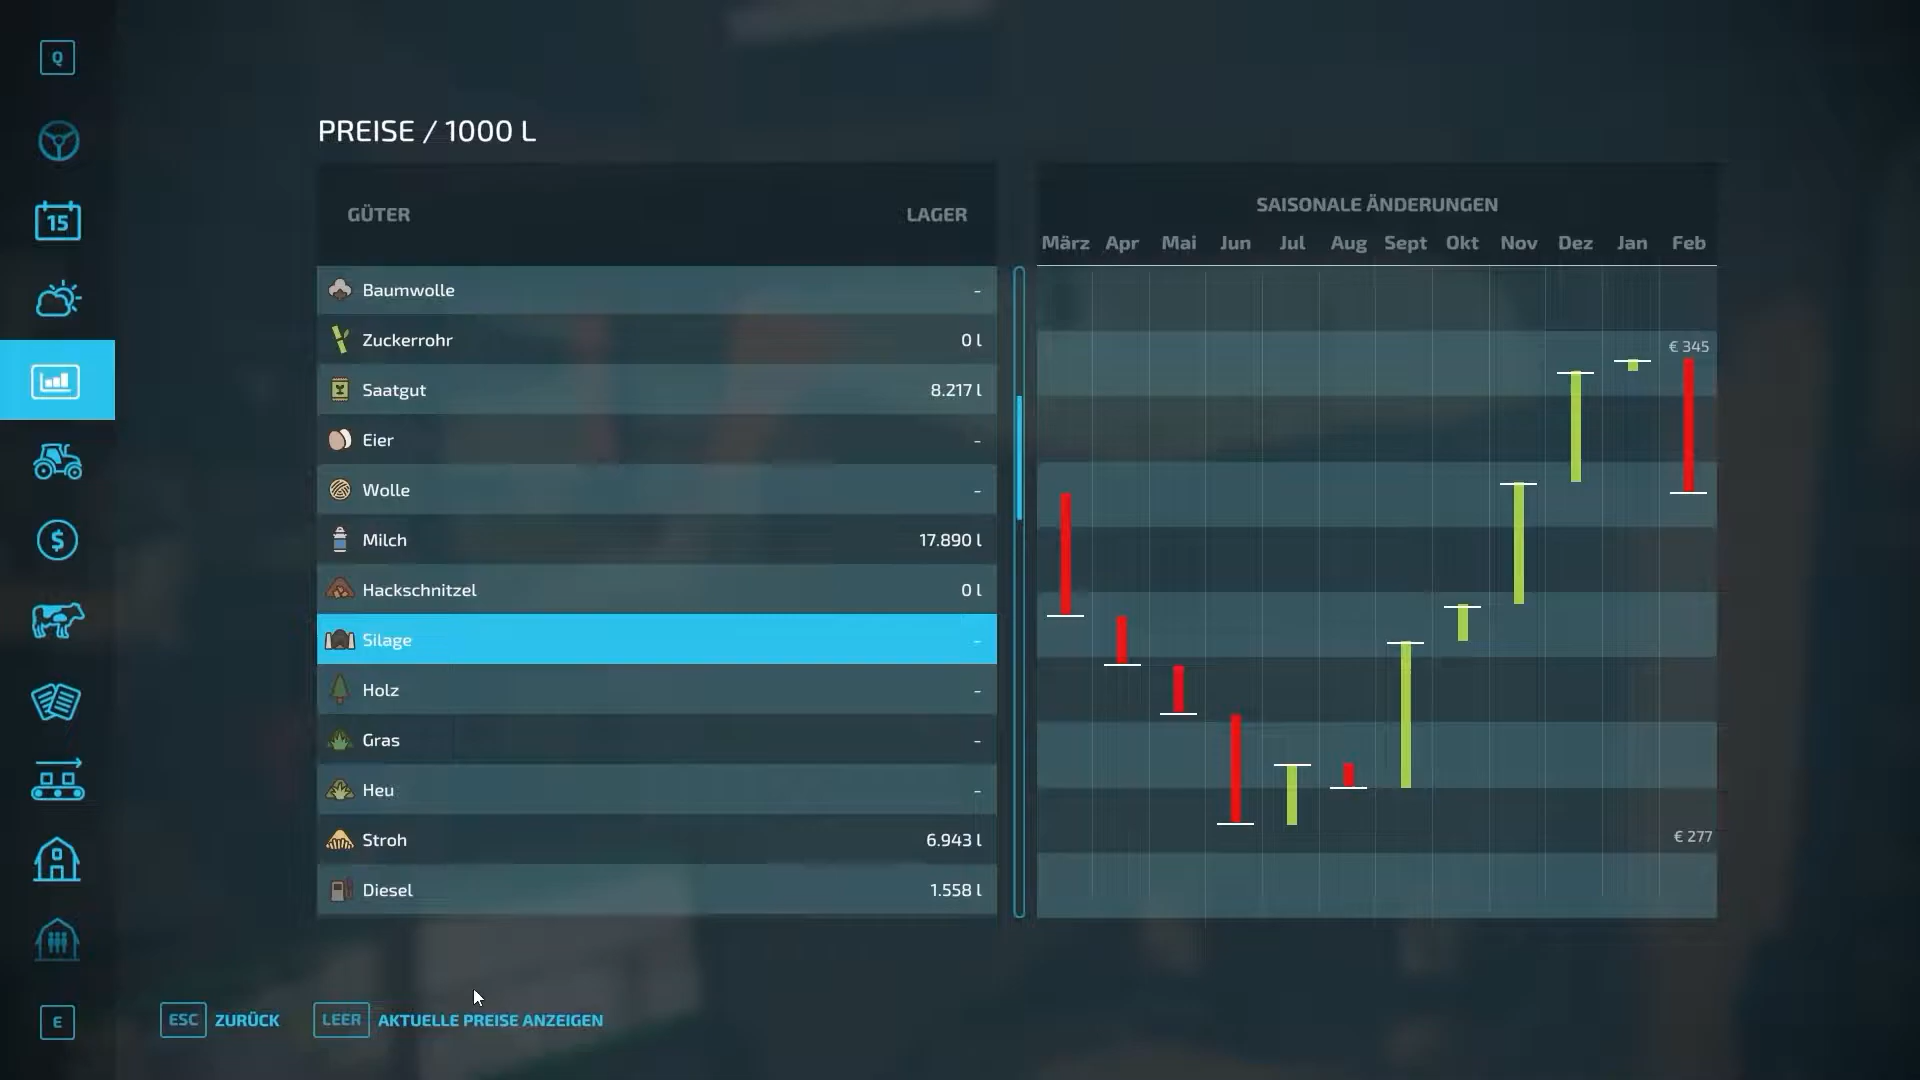 Q
PREISE / 1000 L
GÜTER LAGER
SAISONALE ÄNDERUNGEN
März Apr Mai Jun Jul Aug Sept Okt Nov Dez Jan Feb
15
Baumwolle -
Zuckerrohr 0 l
Saatgut 8.217 l
Eier -
Wolle -
Milch 17.890 l
Hackschnitzel 0 l
Silage -
Holz -
Gras -
Heu -
Stroh 6.943 l
Diesel 1.558 l
€ 345
€ 277
$
E
ESC ZURÜCK LEER AKTUELLE PREISE ANZEIGEN